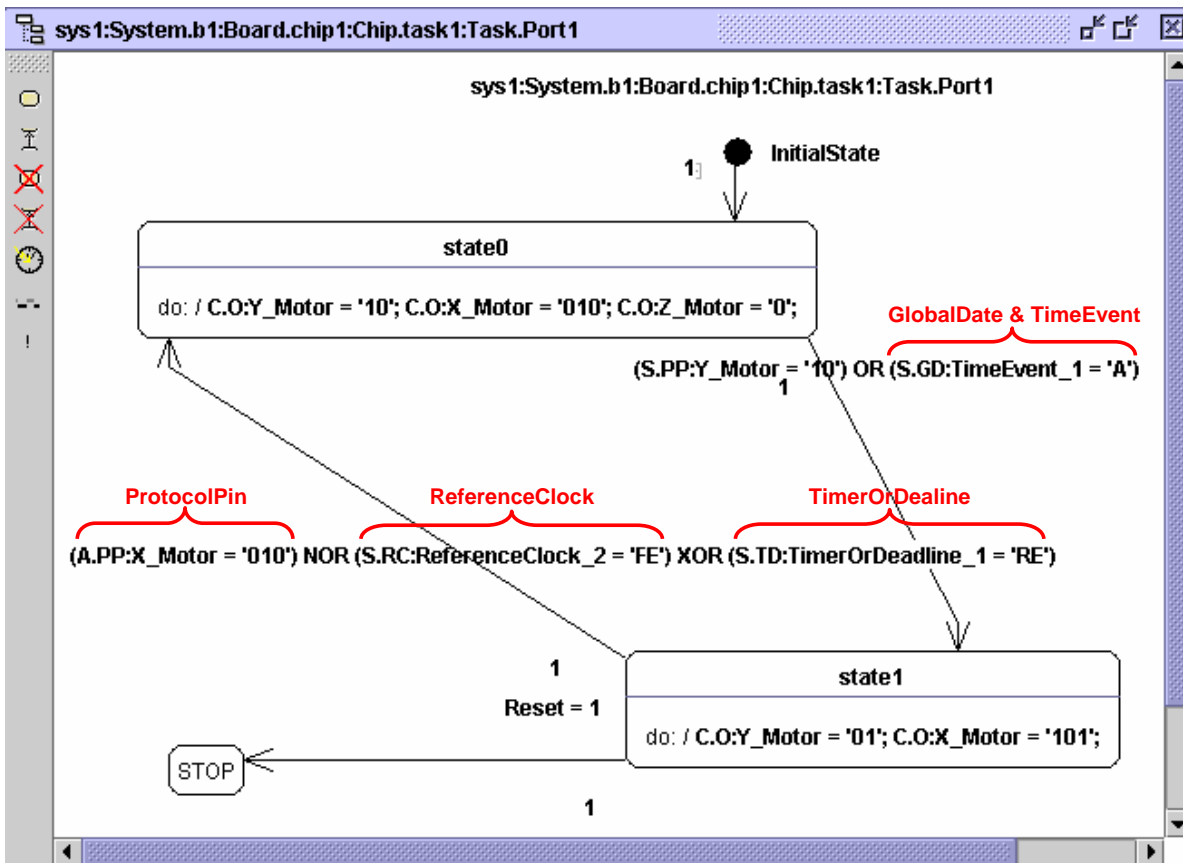 sys1:System.b1:Board.chip1:Chip.task1:Task.Port1
sys1:System.b1:Board.chip1:Chip.task1:Task.Port1
InitialState
1
state0
do: / C.O:Y_Motor = '10'; C.O:X_Motor = '010'; C.O:Z_Motor = '0';
GlobalDate & TimeEvent
(S.PP:Y_Motor = '10') OR (S.GD:TimeEvent_1 = 'A')
1
ProtocolPin
ReferenceClock
TimerOrDealine
(A.PP:X_Motor = '010') NOR (S.RC:ReferenceClock_2 = 'FE') XOR (S.TD:TimerOrDeadline_1 = 'RE')
1
state1
Reset = 1
do: / C.O:Y_Motor = '01'; C.O:X_Motor = '101';
STOP
1